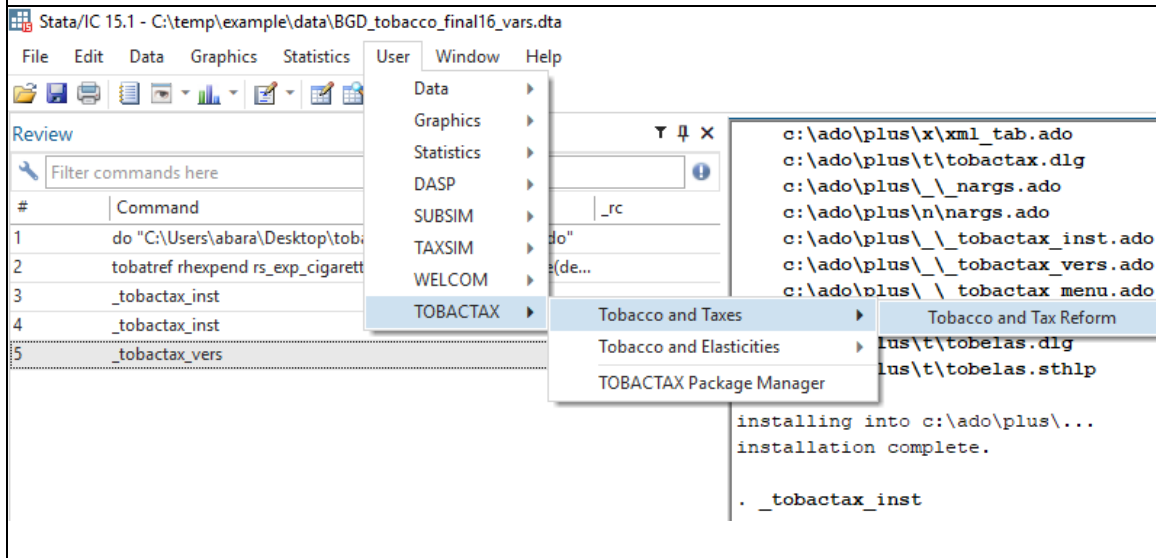 Stata/IC 15.1 - C:\temp\example\data\BGD_tobacco_final16_vars.dta
File Edit Data Graphics Statistics User Window Help
Data
Graphics
Statistics
DASP
SUBSIM
TAXSIM
WELCOM
TOBACTAX
Tobacco and Taxes
Tobacco and Elasticities
TOBACTAX Package Manager
Tobacco and Tax Reform
Review
Filter commands here
# Command _rc
1 do "C:\Users\abara\Desktop\toba do"
2 tobatref rhexpend rs_exp_cigarett e(de...
3 _tobactax_inst
4 _tobactax_inst
5 _tobactax_vers
c:\ado\plus\x\xml_tab.ado
c:\ado\plus\t\tobactax.dlg
c:\ado\plus\_\_nargs.ado
c:\ado\plus\n\nargs.ado
c:\ado\plus\_\_tobactax_inst.ado
c:\ado\plus\_\_tobactax_vers.ado
c:\ado\plus\_\_tobactax_menu.ado
lus\t\tobelas.dlg
lus\t\tobelas.sthlp
installing into c:\ado\plus\...
installation complete.
. _tobactax_inst